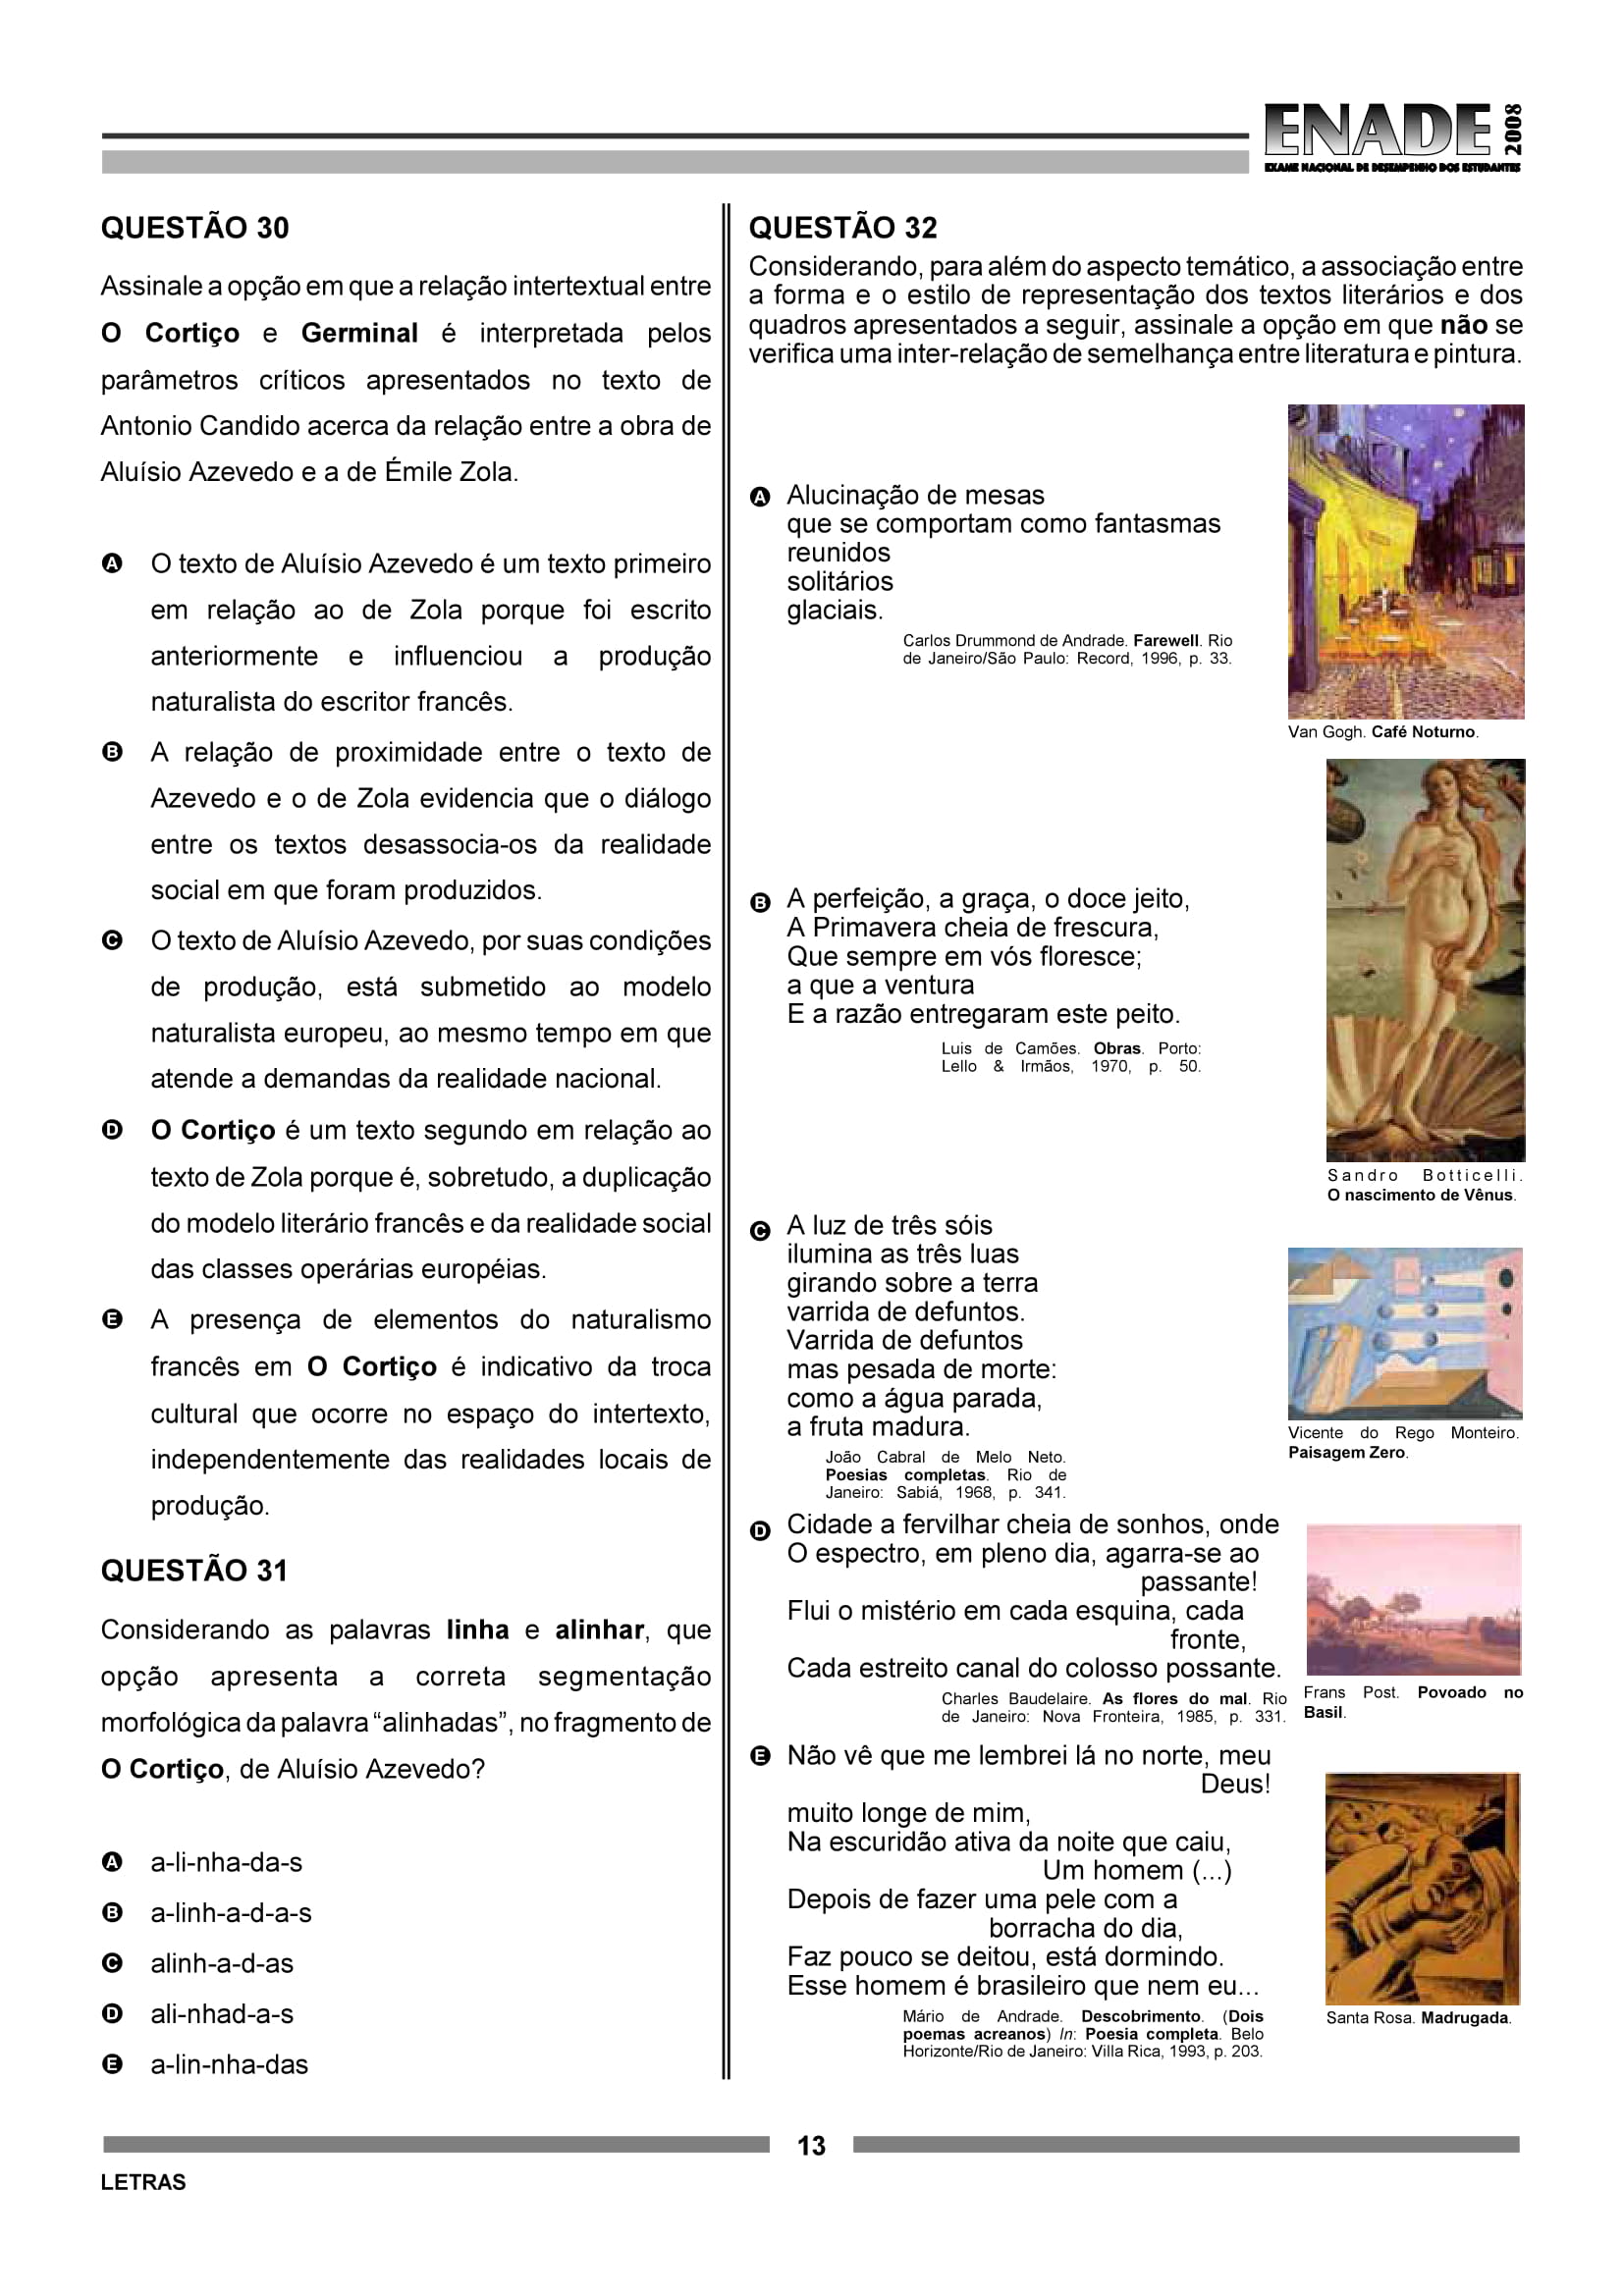 ENADE 2008
EXAME NACIONAL DE DESEMPENHO DOS ESTUDANTES
QUESTÃO 30
Assinale a opção em que a relação intertextual entre
O Cortiço e Germinal é interpretada pelos
parâmetros críticos apresentados no texto de
Antonio Candido acerca da relação entre a obra de
Aluísio Azevedo e a de Émile Zola.
A O texto de Aluísio Azevedo é um texto primeiro
em relação ao de Zola porque foi escrito
anteriormente e influenciou a produção
naturalista do escritor francês.
B A relação de proximidade entre o texto de
Azevedo e o de Zola evidencia que o diálogo
entre os textos desassocia-os da realidade
social em que foram produzidos.
C O texto de Aluísio Azevedo, por suas condições
de produção, está submetido ao modelo
naturalista europeu, ao mesmo tempo em que
atende a demandas da realidade nacional.
D O Cortiço é um texto segundo em relação ao
texto de Zola porque é, sobretudo, a duplicação
do modelo literário francês e da realidade social
das classes operárias européias.
E A presença de elementos do naturalismo
francês em O Cortiço é indicativo da troca
cultural que ocorre no espaço do intertexto,
independentemente das realidades locais de
produção.
QUESTÃO 31
Considerando as palavras linha e alinhar, que
opção apresenta a correta segmentação
morfológica da palavra “alinhadas”, no fragmento de
O Cortiço, de Aluísio Azevedo?
A a-li-nha-da-s
B a-linh-a-d-a-s
C alinh-a-d-as
D ali-nhad-a-s
E a-lin-nha-das
QUESTÃO 32
Considerando, para além do aspecto temático, a associação entre
a forma e o estilo de representação dos textos literários e dos
quadros apresentados a seguir, assinale a opção em que não se
verifica uma inter-relação de semelhança entre literatura e pintura.
A Alucinação de mesas
que se comportam como fantasmas
reunidos
solitários
glaciais.
Carlos Drummond de Andrade. Farewell. Rio
de Janeiro/São Paulo: Record, 1996, p. 33.
Van Gogh. Café Noturno.
B A perfeição, a graça, o doce jeito,
A Primavera cheia de frescura,
Que sempre em vós floresce;
a que a ventura
E a razão entregaram este peito.
Luis de Camões. Obras. Porto:
Lello & Irmãos, 1970, p. 50.
Sandro Botticelli.
O nascimento de Vênus.
C A luz de três sóis
ilumina as três luas
girando sobre a terra
varrida de defuntos.
Varrida de defuntos
mas pesada de morte:
como a água parada,
a fruta madura.
João Cabral de Melo Neto.
Poesias completas. Rio de
Janeiro: Sabiá, 1968, p. 341.
Vicente do Rego Monteiro.
Paisagem Zero.
D Cidade a fervilhar cheia de sonhos, onde
O espectro, em pleno dia, agarra-se ao
passante!
Flui o mistério em cada esquina, cada
fronte,
Cada estreito canal do colosso possante.
Charles Baudelaire. As flores do mal. Rio
de Janeiro: Nova Fronteira, 1985, p. 331.
Frans Post. Povoado no
Basil.
E Não vê que me lembrei lá no norte, meu
Deus!
muito longe de mim,
Na escuridão ativa da noite que caiu,
Um homem (...)
Depois de fazer uma pele com a
borracha do dia,
Faz pouco se deitou, está dormindo.
Esse homem é brasileiro que nem eu...
Mário de Andrade. Descobrimento. (Dois
poemas acreanos) In: Poesia completa. Belo
Horizonte/Rio de Janeiro: Villa Rica, 1993, p. 203.
Santa Rosa. Madrugada.
13
LETRAS